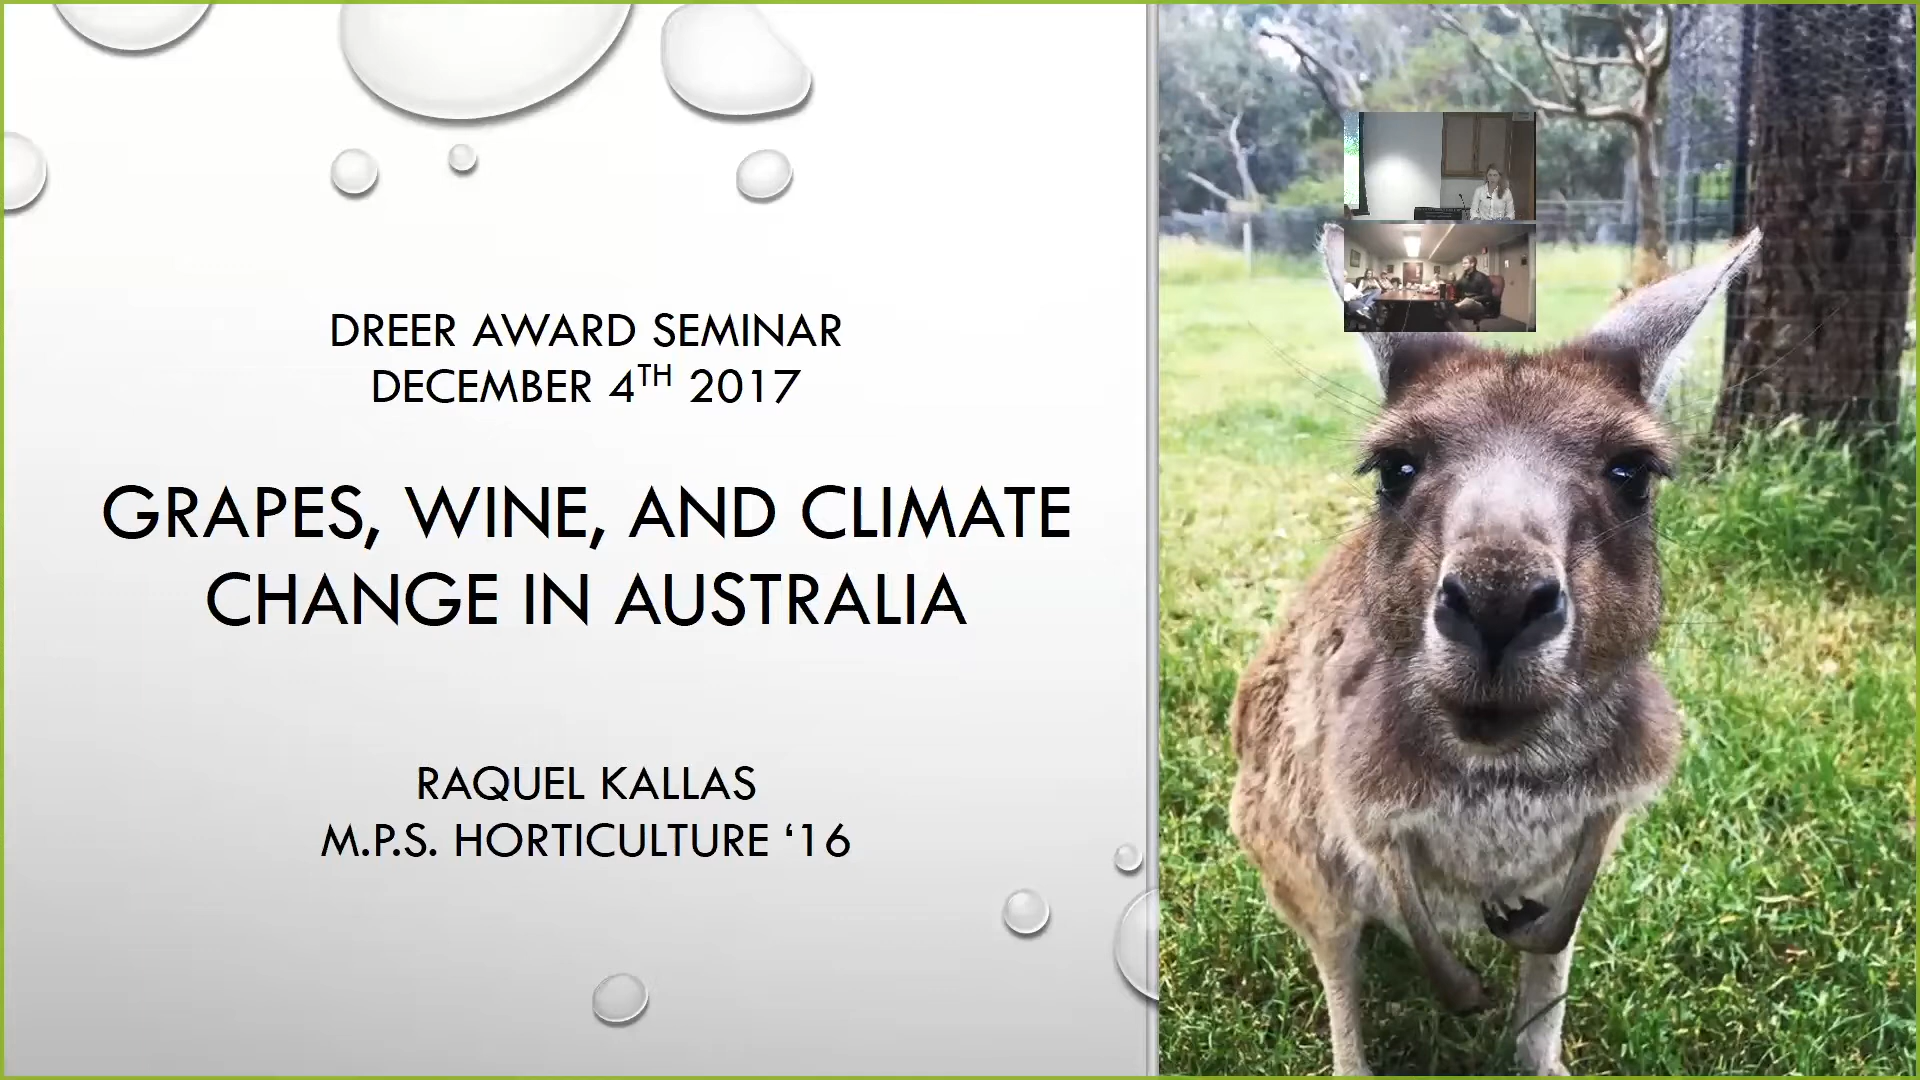 DREER AWARD SEMINAR
DECEMBER 4TH 2017
GRAPES, WINE, AND CLIMATE
CHANGE IN AUSTRALIA
RAQUEL KALLAS
M.P.S. HORTICULTURE ‘16